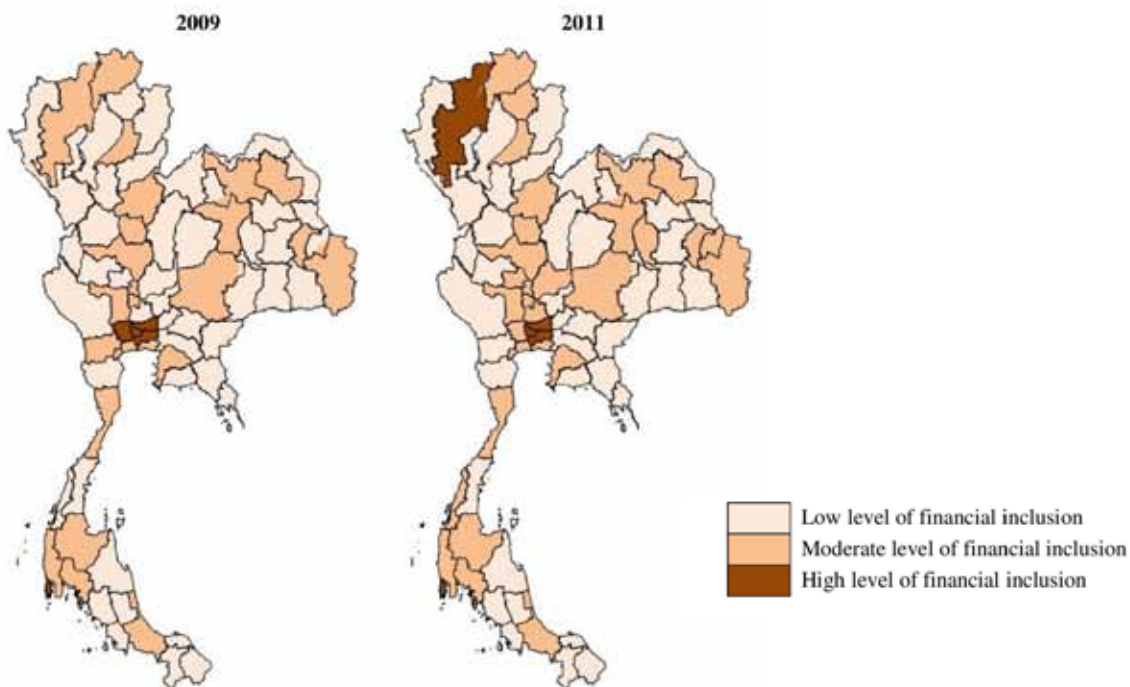 2009
2011
Low level of financial inclusion
Moderate level of financial inclusion
High level of financial inclusion